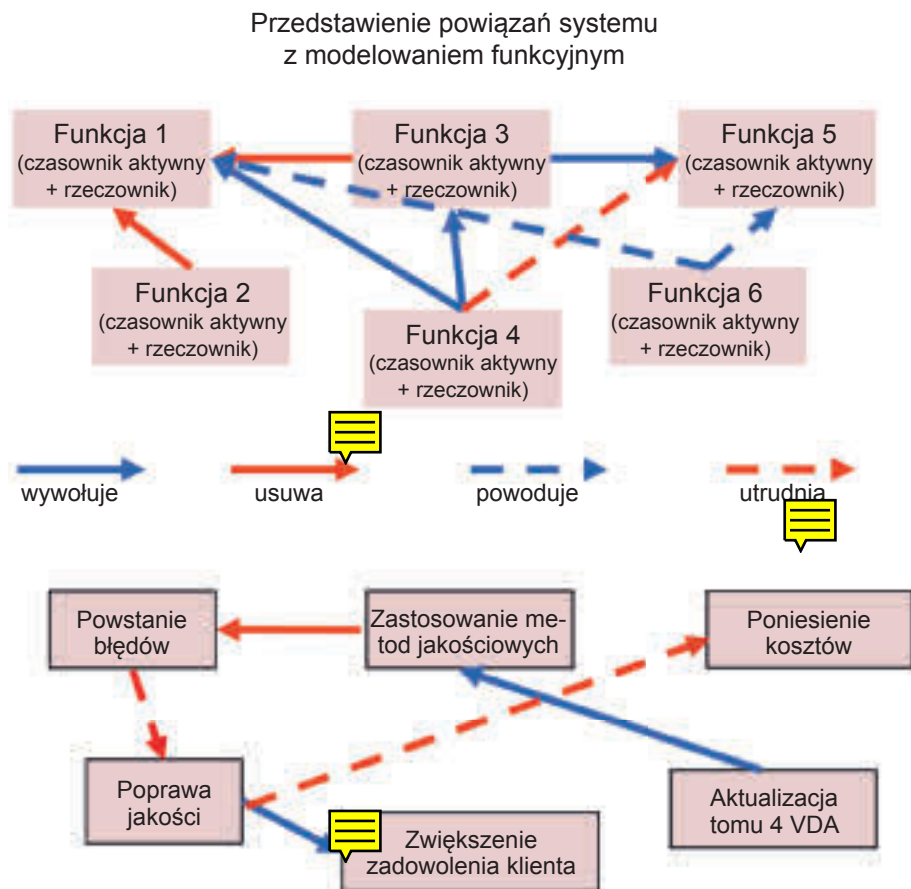 Przedstawienie powiązań systemu
z modelowaniem funkcyjnym
Funkcja 1
(czasownik aktywny
+ rzeczownik)
Funkcja 3
(czasownik aktywny
+ rzeczownik)
Funkcja 5
(czasownik aktywny
+ rzeczownik)
Funkcja 2
(czasownik aktywny
+ rzeczownik)
Funkcja 4
(czasownik aktywny
+ rzeczownik)
Funkcja 6
(czasownik aktywny
+ rzeczownik)
wywołuje
usuwa
powoduje
utrudnia
Powstanie
błędów
Zastosowanie me-
tod jakościowych
Poniesienie
kosztów
Poprawa
jakości
Zwiększenie
zadowolenia klienta
Aktualizacja
tomu 4 VDA